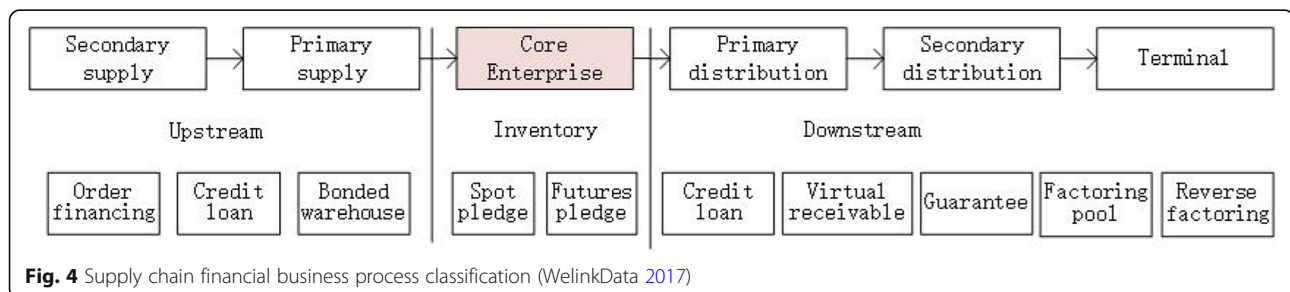 Secondary
supply
Primary
supply
Core
Enterprise
Primary
distribution
Secondary
distribution
Terminal
Upstream
Inventory
Downstream
Order
financing
Credit
loan
Bonded
warehouse
Spot
pledge
Futures
pledge
Credit
loan
Virtual
receivable
Guarantee
Factoring
pool
Reverse
factoring
Fig. 4 Supply chain financial business process classification (WelinkData 2017)